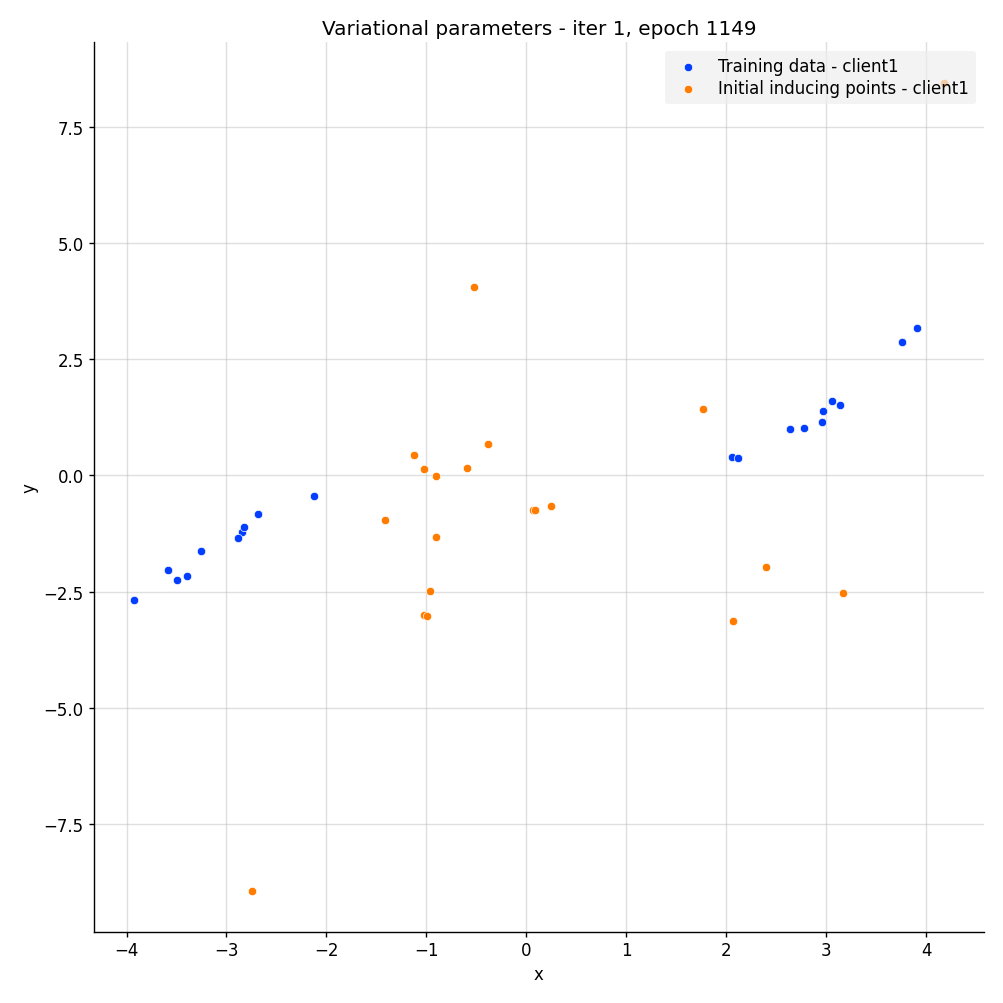 Variational parameters - iter 1, epoch 1149
Training data - client1
Initial inducing points - client1
7.5
5.0
2.5
0.0
−2.5
−5.0
−7.5
y
−4 −3 −2 −1 0 1 2 3 4
x